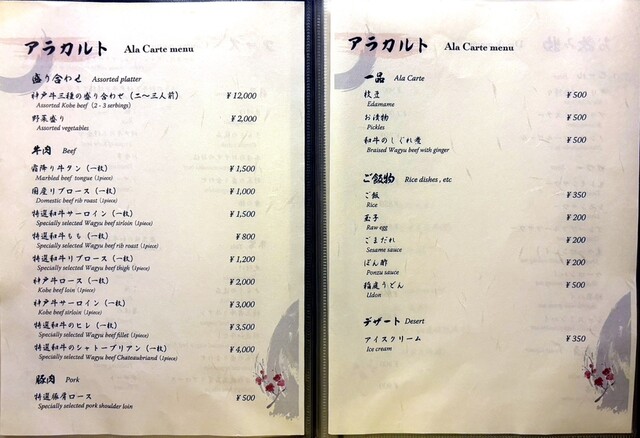 アラカルト Ala Carte menu
盛り合わせ Assorted platter
神戸牛三種の盛り合わせ（二〜三人前） ¥12,000
Assorted Kobe beef (2 - 3 serbings)
野菜盛り ¥2,000
Assorted vegetables
牛肉 Beef
霜降り牛タン（一枚） ¥1,500
Marbled beef tongue (1piece)
国産リブロース（一枚） ¥1,000
Domestic beef rib roast (1piece)
特選和牛サーロイン（一枚） ¥1,500
Specially selected Wagyu beef sirloin (1piece)
特選和牛もも（一枚） ¥800
Specially selected Wagyu beef rib roast (1piece)
特選和牛リブロース（一枚） ¥1,200
Specially selected Wagyu beef thigh (1piece)
神戸牛ロース（一枚） ¥2,000
Kobe beef loin (1piece)
神戸牛サーロイン（一枚） ¥3,000
Kobe beef sirloin (1piece)
特選和牛のヒレ（一枚） ¥3,500
Specially selected Wagyu beef fillet (1piece)
特選和牛のシャトーブリアン（一枚） ¥4,000
Specially selected Wagyu beef Chateaubriand (1piece)
豚肉 Pork
特選豚肩ロース ¥500
Specially selected pork shoulder loin
アラカルト Ala Carte menu
一品 Ala Carte
枝豆 ¥500
Edamame
お漬物 ¥500
Pickles
和牛のしぐれ煮 ¥500
Braised Wagyu beef with ginger
ご飯物 Rice dishes , etc
ご飯 ¥350
Rice
玉子 ¥200
Raw egg
ごまだれ ¥200
Sesame sauce
ぽん酢 ¥200
Ponzu sauce
稲庭うどん ¥500
Udon
デザート Desert
アイスクリーム ¥350
Ice cream